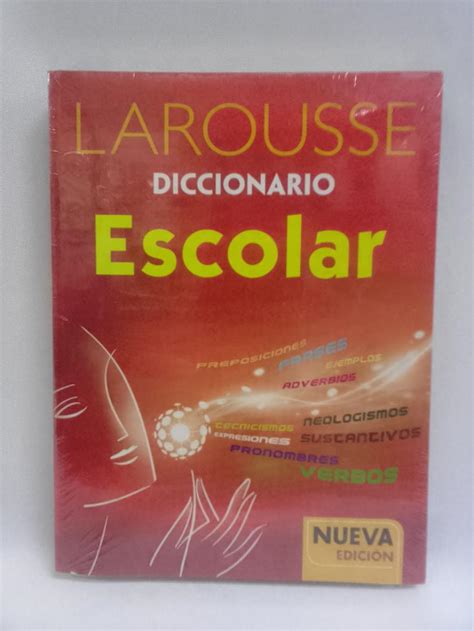 LAROUSSE
DICCIONARIO
Escolar
PREPOSICIONES
FRASES
EJEMPLOS
ADVERBIOS
NEOLOGISMOS
TECNICISMOS
EXPRESIONES
SUSTANTIVOS
PRONOMBRES
VERBOS
NUEVA
EDICIÓN